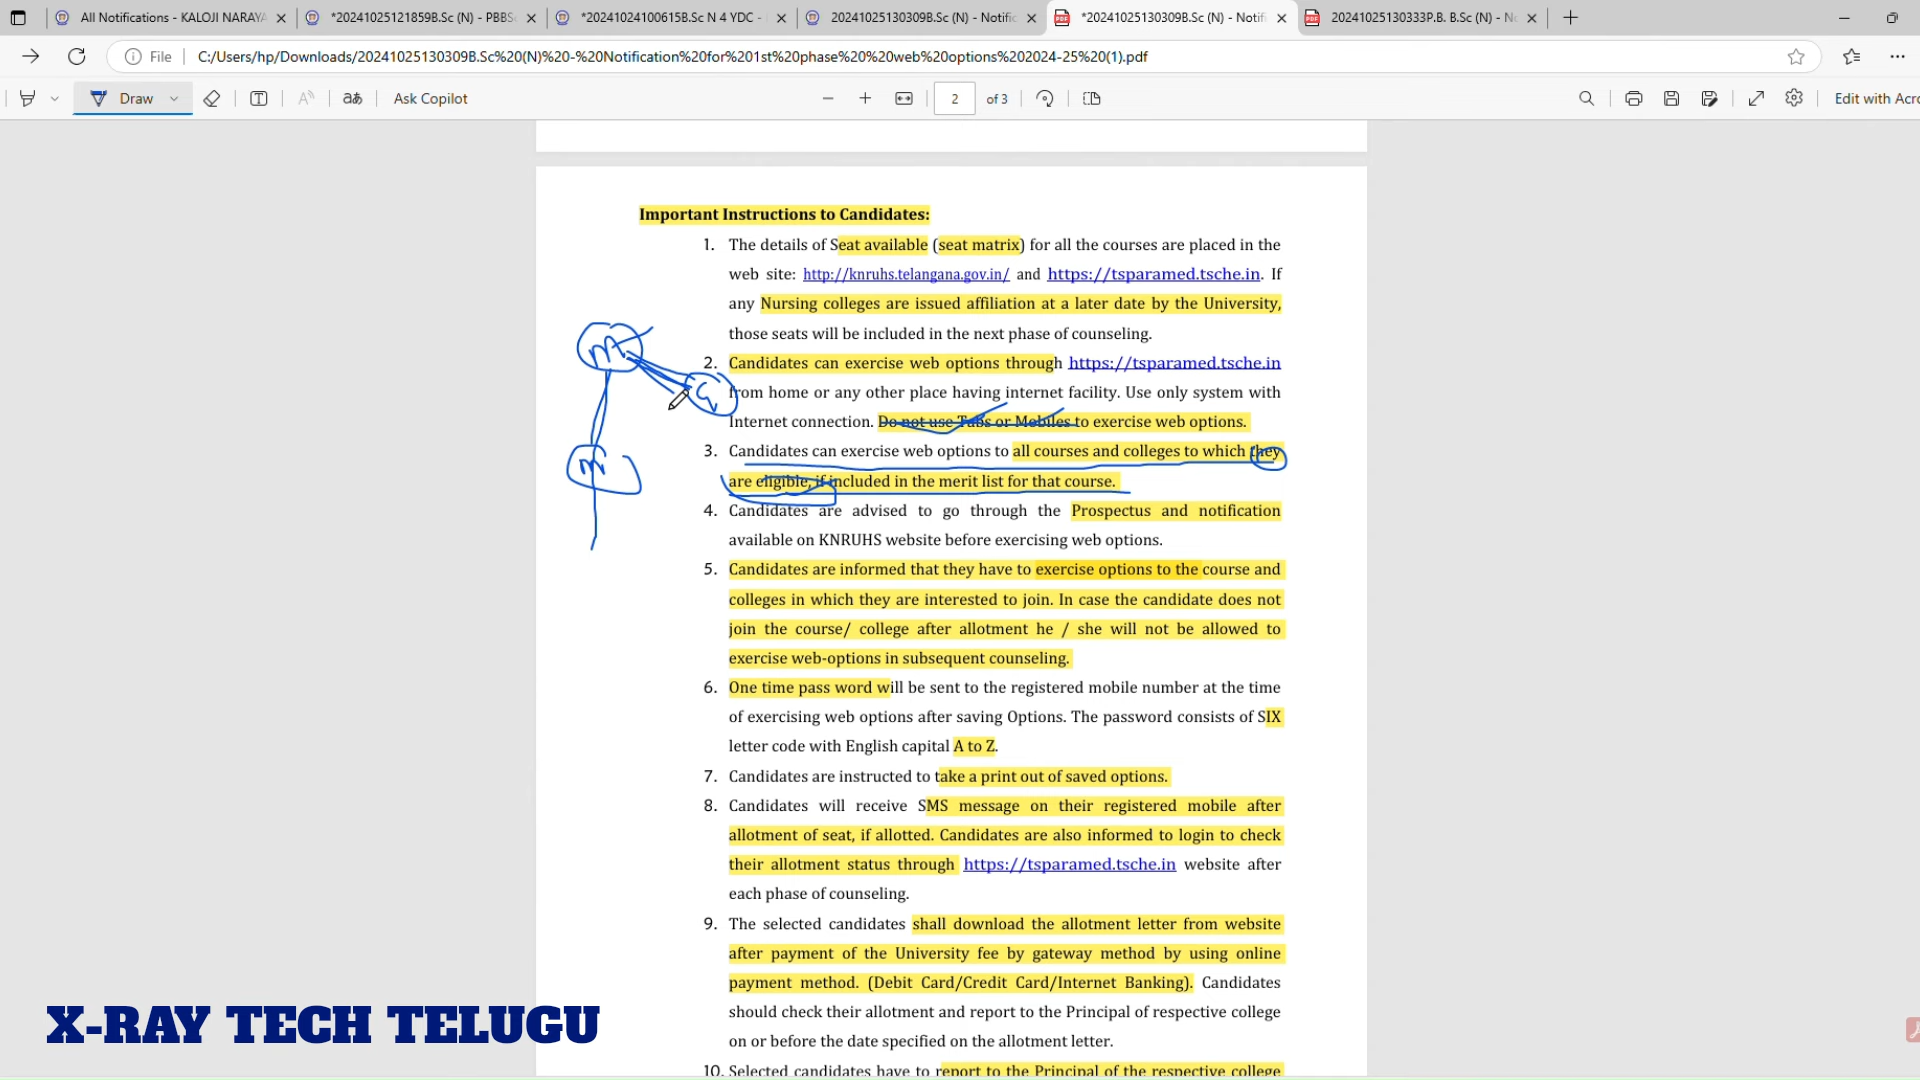 All Notifications - KALOJI NARAYA
*20241025121859B.Sc (N) - PBBS
*20241024100615B.Sc N 4 YDC -
20241025130309B.Sc (N) - Notific
*20241025130309B.Sc (N) - Notifi
20241025130333P.B. B.Sc (N) - No
File
C:/Users/hp/Downloads/20241025130309B.Sc%20(N)%20-%20Notification%20for%201st%20phase%20%20web%20options%202024-25%20(1).pdf
Draw
aあ
Ask Copilot
2
of 3
Edit with Acro
Important Instructions to Candidates:
1. The details of Seat available (seat matrix) for all the courses are placed in the
web site: http://knruhs.telangana.gov.in/ and https://tsparamed.tsche.in. If
any Nursing colleges are issued affiliation at a later date by the University,
those seats will be included in the next phase of counseling.
2. Candidates can exercise web options through https://tsparamed.tsche.in
from home or any other place having internet facility. Use only system with
Internet connection. Do not use Tabs or Mobiles to exercise web options.
3. Candidates can exercise web options to all courses and colleges to which they
are eligible, if included in the merit list for that course.
4. Candidates are advised to go through the Prospectus and notification
available on KNRUHS website before exercising web options.
5. Candidates are informed that they have to exercise options to the course and
colleges in which they are interested to join. In case the candidate does not
join the course/ college after allotment he / she will not be allowed to
exercise web-options in subsequent counseling.
6. One time pass word will be sent to the registered mobile number at the time
of exercising web options after saving Options. The password consists of SIX
letter code with English capital A to Z.
7. Candidates are instructed to take a print out of saved options.
8. Candidates will receive SMS message on their registered mobile after
allotment of seat, if allotted. Candidates are also informed to login to check
their allotment status through https://tsparamed.tsche.in website after
each phase of counseling.
9. The selected candidates shall download the allotment letter from website
after payment of the University fee by gateway method by using online
payment method. (Debit Card/Credit Card/Internet Banking). Candidates
should check their allotment and report to the Principal of respective college
on or before the date specified on the allotment letter.
10. Selected candidates have to report to the Principal of the respective college
m
m
X-RAY TECH TELUGU